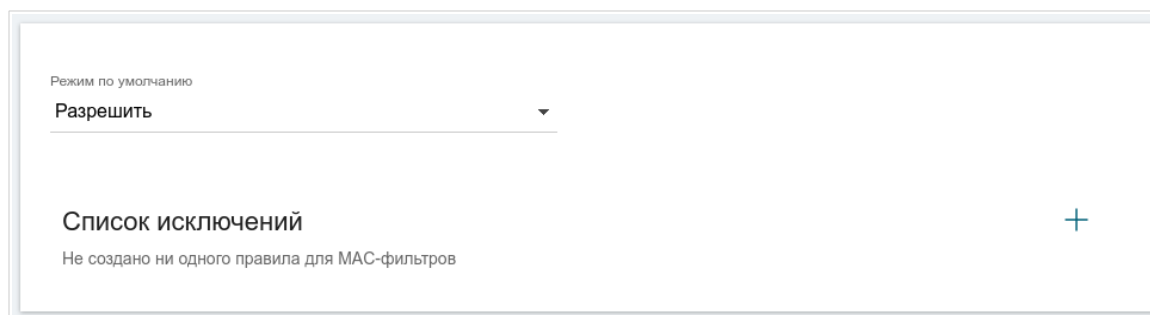 Режим по умолчанию
Разрешить
Список исключений
Не создано ни одного правила для MAC-фильтров